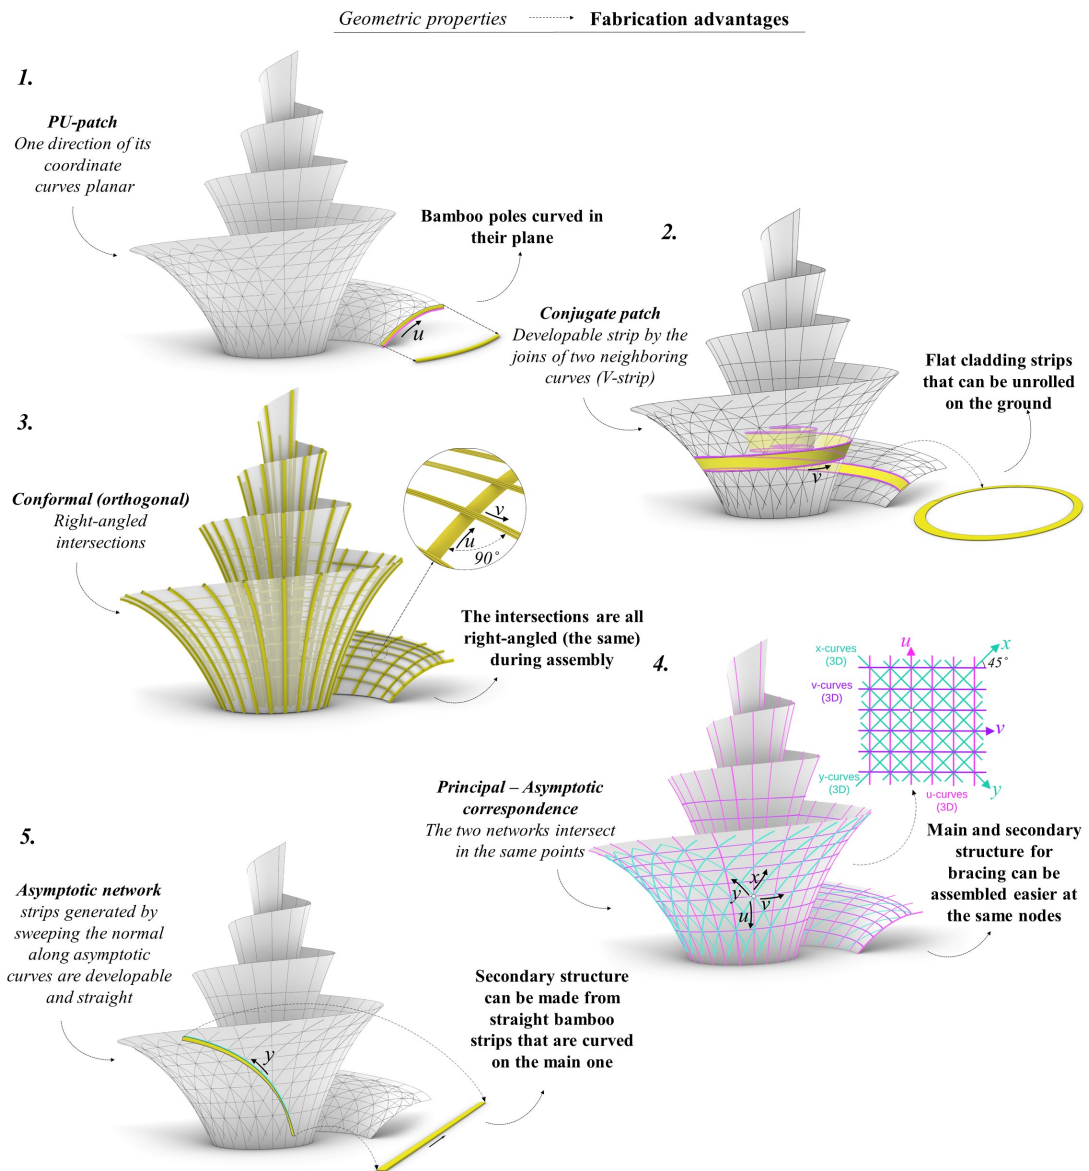 Geometric properties Fabrication advantages
1.
PU-patch
One direction of its
coordinate
curves planar
Bamboo poles curved in
their plane
u
2.
Conjugate patch
Developable strip by the
joins of two neighboring
curves (V-strip)
Flat cladding strips
that can be unrolled
on the ground
v
3.
Conformal (orthogonal)
Right-angled
intersections
v
u
90°
The intersections are all
right-angled (the same)
during assembly
4.
x-curves
(3D)
u
x
45°
v-curves
(3D)
v
y-curves
(3D)
u-curves
(3D)
y
Principal – Asymptotic
correspondence
The two networks intersect
in the same points
x
y
v
u
Main and secondary
structure for
bracing can be
assembled easier at
the same nodes
5.
Asymptotic network
strips generated by
sweeping the normal
along asymptotic
curves are developable
and straight
y
Secondary structure
can be made from
straight bamboo
strips that are curved
on the main one